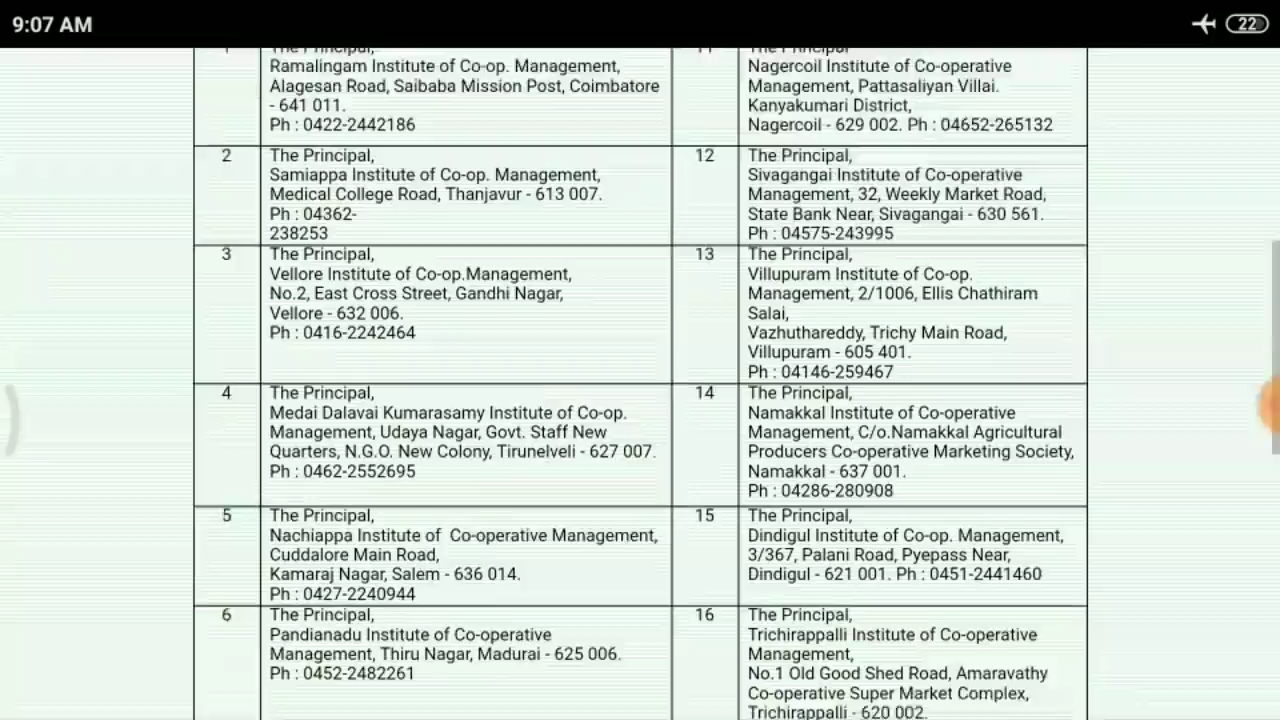 9:07 AM
22
1
The Principal,
Ramalingam Institute of Co-op. Management,
Alagesan Road, Saibaba Mission Post, Coimbatore
- 641 011.
Ph : 0422-2442186
11
The Principal
Nagercoil Institute of Co-operative
Management, Pattasaliyan Villai.
Kanyakumari District,
Nagercoil - 629 002. Ph : 04652-265132
2
The Principal,
Samiappa Institute of Co-op. Management,
Medical College Road, Thanjavur - 613 007.
Ph : 04362-
238253
12
The Principal,
Sivagangai Institute of Co-operative
Management, 32, Weekly Market Road,
State Bank Near, Sivagangai - 630 561.
Ph : 04575-243995
3
The Principal,
Vellore Institute of Co-op.Management,
No.2, East Cross Street, Gandhi Nagar,
Vellore - 632 006.
Ph : 0416-2242464
13
The Principal,
Villupuram Institute of Co-op.
Management, 2/1006, Ellis Chathiram
Salai,
Vazhuthareddy, Trichy Main Road,
Villupuram - 605 401.
Ph : 04146-259467
4
The Principal,
Medai Dalavai Kumarasamy Institute of Co-op.
Management, Udaya Nagar, Govt. Staff New
Quarters, N.G.O. New Colony, Tirunelveli - 627 007.
Ph : 0462-2552695
14
The Principal,
Namakkal Institute of Co-operative
Management, C/o.Namakkal Agricultural
Producers Co-operative Marketing Society,
Namakkal - 637 001.
Ph : 04286-280908
5
The Principal,
Nachiappa Institute of Co-operative Management,
Cuddalore Main Road,
Kamaraj Nagar, Salem - 636 014.
Ph : 0427-2240944
15
The Principal,
Dindigul Institute of Co-op. Management,
3/367, Palani Road, Pyepass Near,
Dindigul - 621 001. Ph : 0451-2441460
6
The Principal,
Pandianadu Institute of Co-operative
Management, Thiru Nagar, Madurai - 625 006.
Ph : 0452-2482261
16
The Principal,
Trichirappalli Institute of Co-operative
Management,
No.1 Old Good Shed Road, Amaravathy
Co-operative Super Market Complex,
Trichirappalli - 620 002.